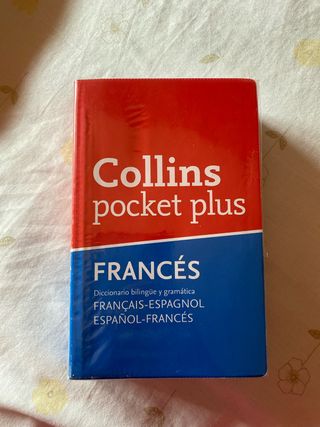 Collins
pocket plus
FRANCÉS
Diccionario bilingüe y gramática
FRANÇAIS-ESPAGNOL
ESPAÑOL-FRANCÉS